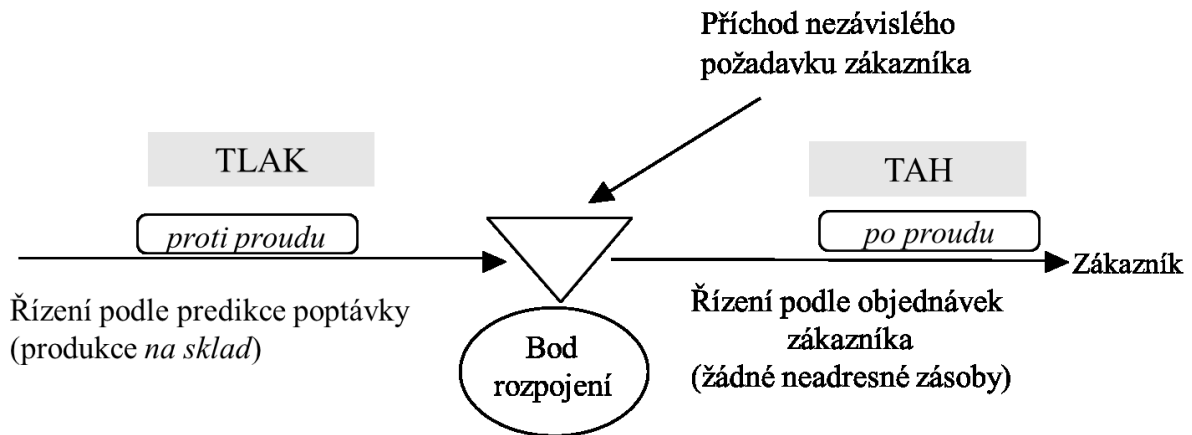 Příchod nezávislého
požadavku zákazníka
TLAK
TAH
proti proudu
po proudu
Zákazník
Řízení podle predikce poptávky
(produkce na sklad)
Bod
rozpojení
Řízení podle objednávek
zákazníka
(žádné neadresné zásoby)